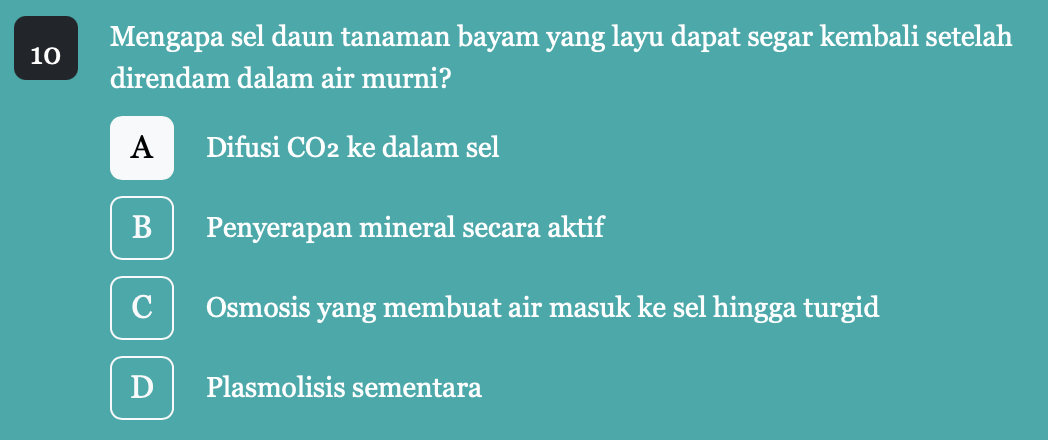 10
Mengapa sel daun tanaman bayam yang layu dapat segar kembali setelah
direndam dalam air murni?
A Difusi CO2 ke dalam sel
B Penyerapan mineral secara aktif
C Osmosis yang membuat air masuk ke sel hingga turgid
D Plasmolisis sementara